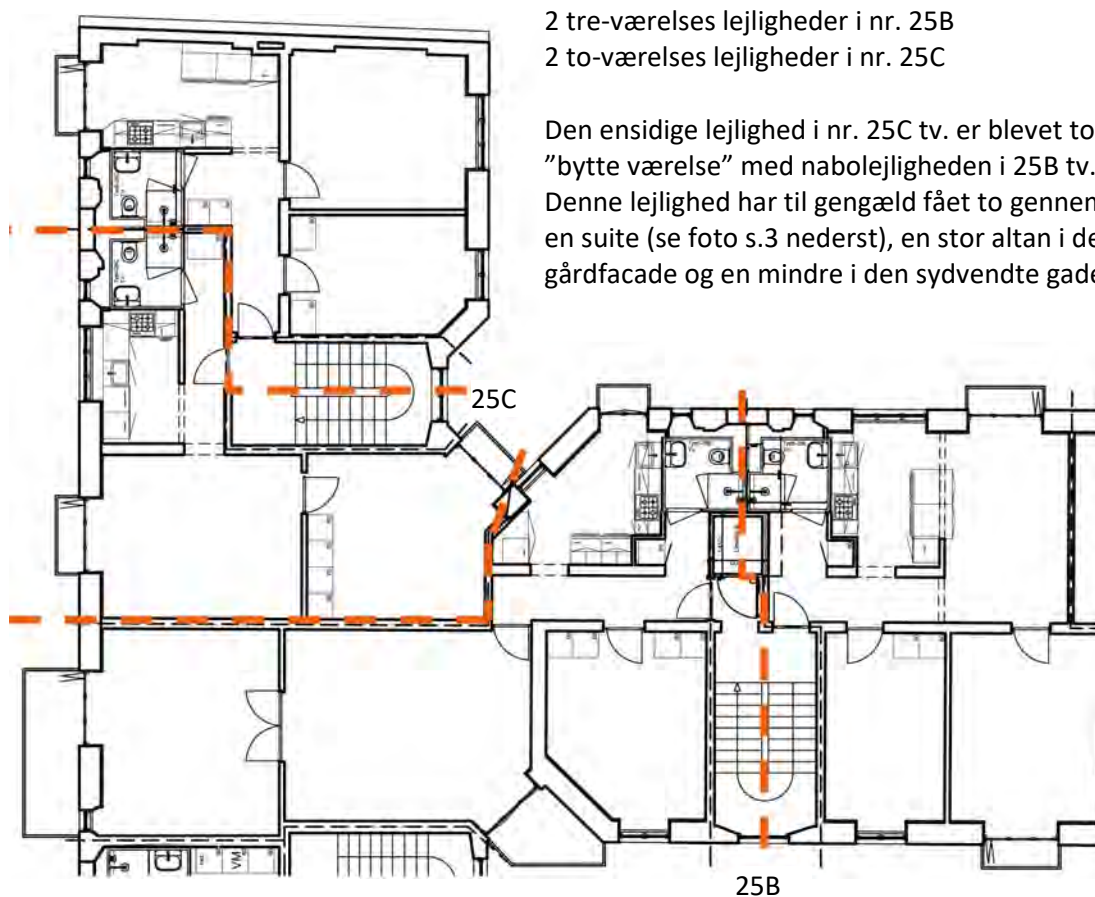 2 tre-værelses lejligheder i nr. 25B
2 to-værelses lejligheder i nr. 25C
Den ensidige lejlighed i nr. 25C tv. er blevet to
”bytte værelse” med nabolejligheden i 25B tv.
Denne lejlighed har til gengæld fået to gennem
en suite (se foto s.3 nederst), en stor altan i de
gårdfacade og en mindre i den sydvendte gade
25C
VM
25B